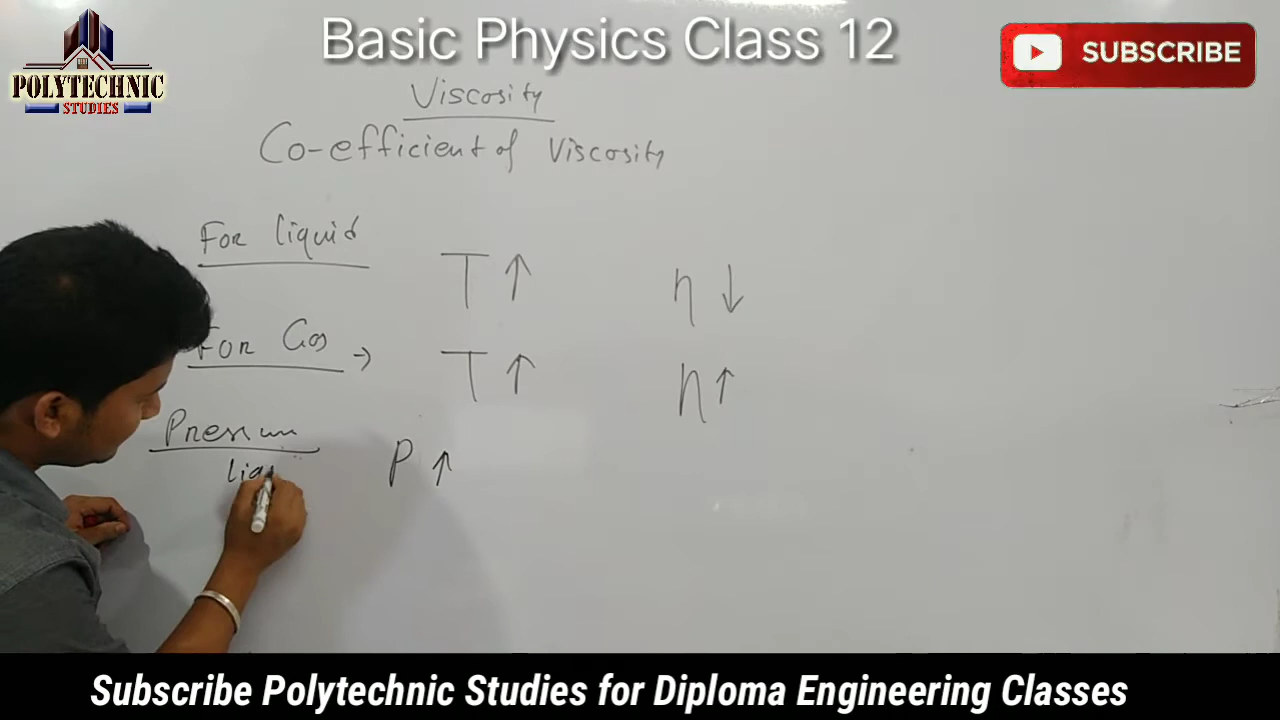 Basic Physics Class 12
POLYTECHNIC
STUDIES
SUBSCRIBE
Viscosity
Co-efficient of Viscosity
For liquid
T ↑ η ↓
For Gas → T ↑ η ↑
P ↑
Subscribe Polytechnic Studies for Diploma Engineering Classes